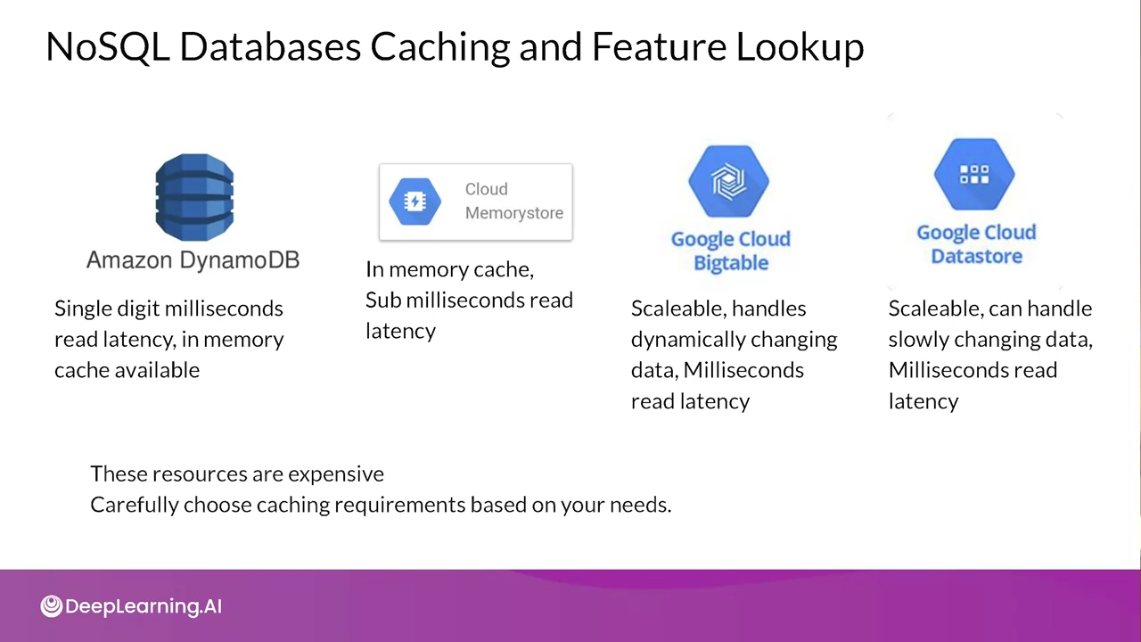 NoSQL Databases Caching and Feature Lookup
Amazon DynamoDB
Single digit milliseconds
read latency, in memory
cache available
Cloud
Memorystore
In memory cache,
Sub milliseconds read
latency
Google Cloud
Bigtable
Scaleable, handles
dynamically changing
data, Milliseconds
read latency
Google Cloud
Datastore
Scaleable, can handle
slowly changing data,
Milliseconds read
latency
These resources are expensive
Carefully choose caching requirements based on your needs.
DeepLearning.AI